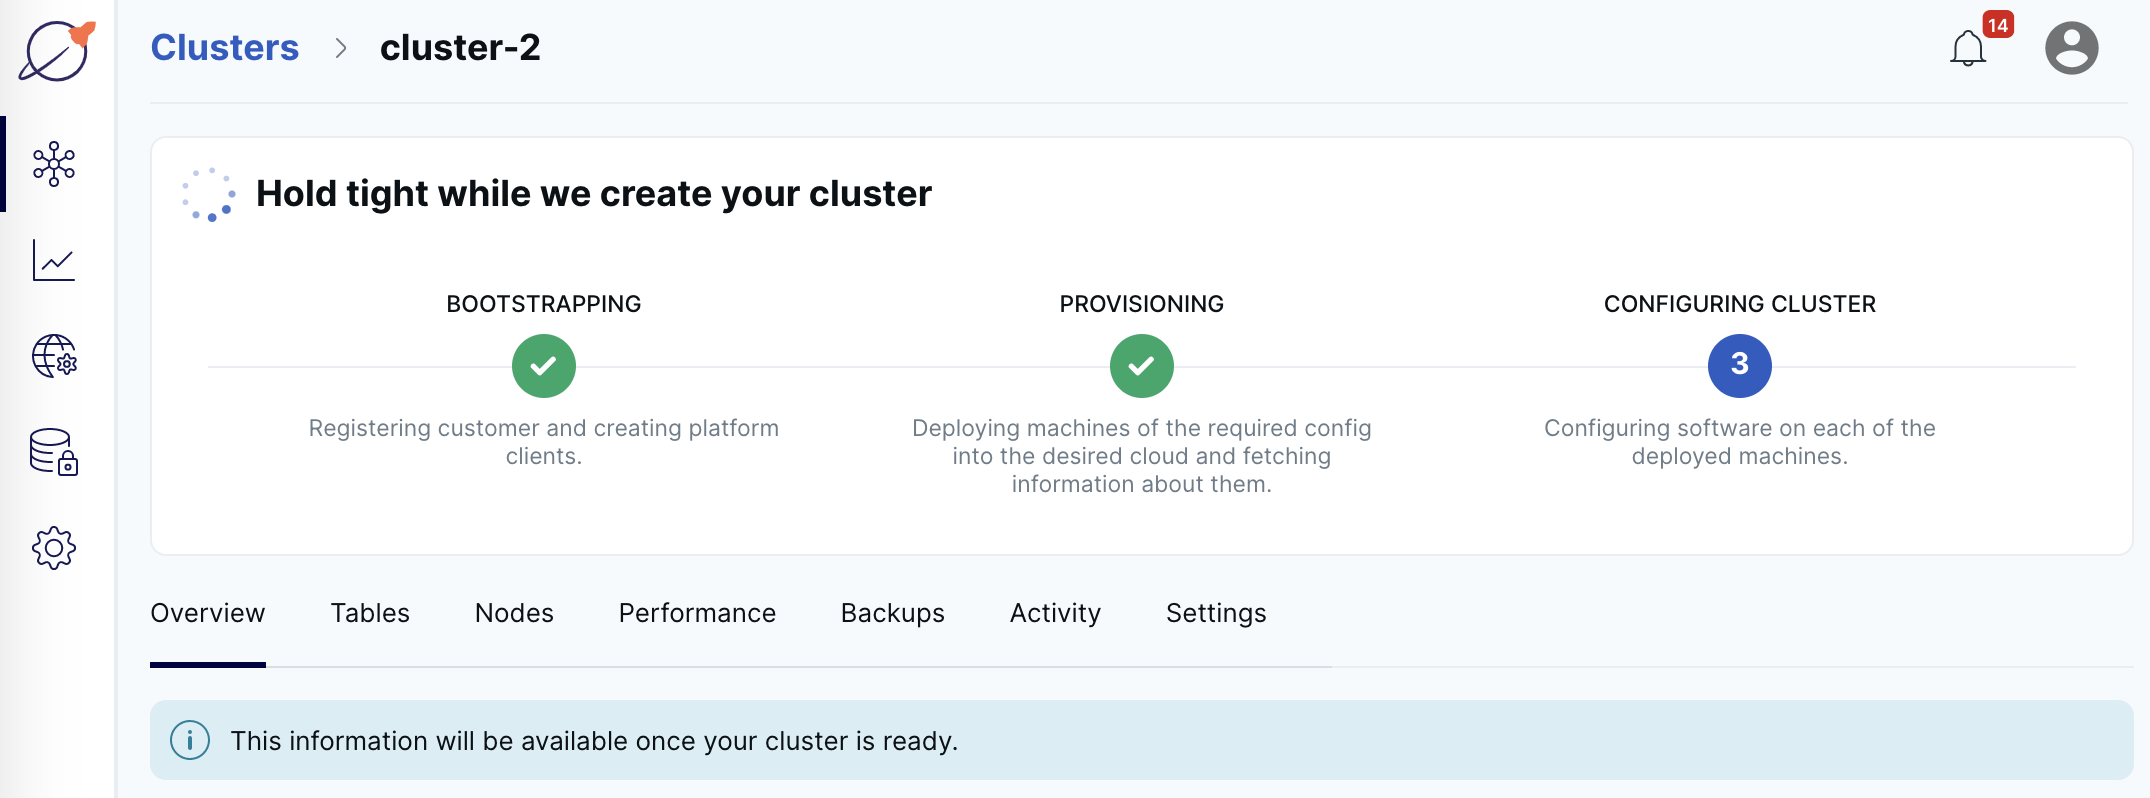 Clusters > cluster-2
14
Hold tight while we create your cluster
BOOTSTRAPPING
Registering customer and creating platform
clients.
PROVISIONING
Deploying machines of the required config
into the desired cloud and fetching
information about them.
CONFIGURING CLUSTER
3
Configuring software on each of the
deployed machines.
Overview Tables Nodes Performance Backups Activity Settings
This information will be available once your cluster is ready.